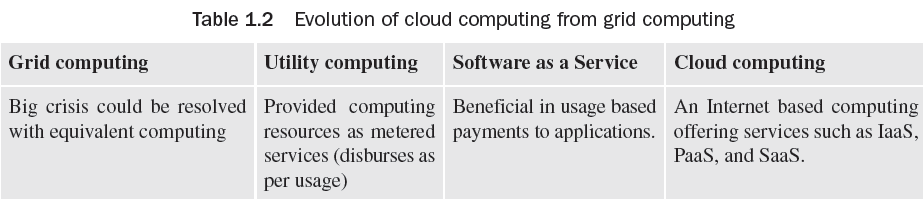 Table 1.2 Evolution of cloud computing from grid computing
Grid computing
Utility computing
Software as a Service
Cloud computing
Big crisis could be resolved
with equivalent computing
Provided computing
resources as metered
services (disburses as
per usage)
Beneficial in usage based
payments to applications.
An Internet based computing
offering services such as IaaS,
PaaS, and SaaS.